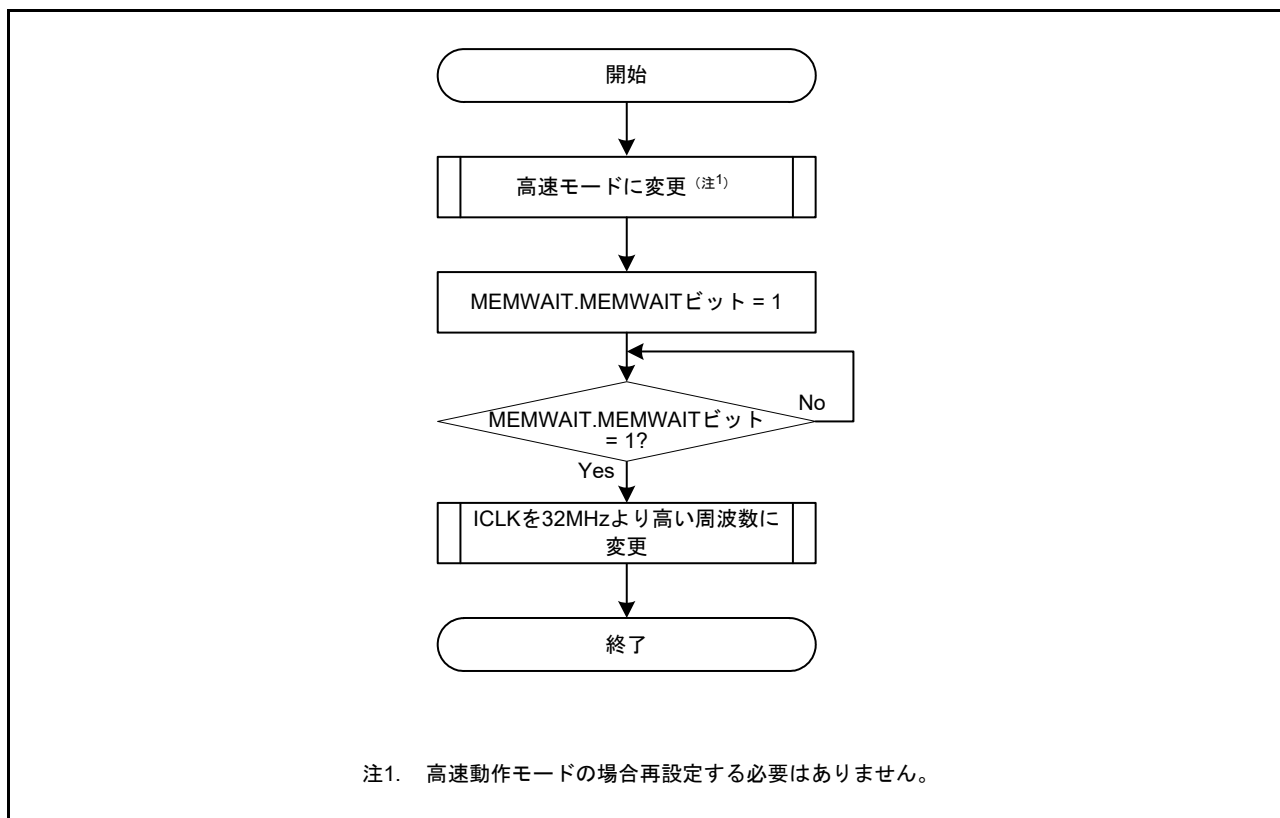 開始
高速モードに変更（注1）
MEMWAIT.MEMWAITビット = 1
MEMWAIT.MEMWAITビット
= 1?
No
Yes
ICLKを32MHzより高い周波数に
変更
終了
注1. 高速動作モードの場合再設定する必要はありません。